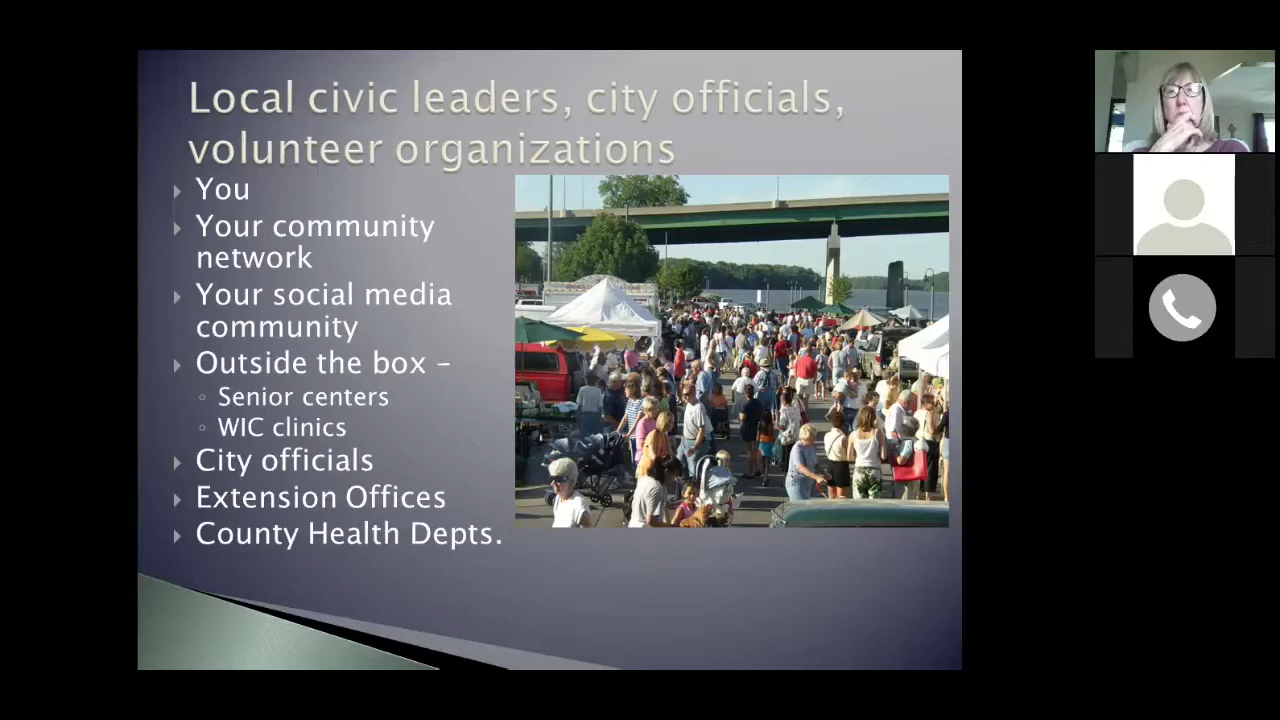 Local civic leaders, city officials,
volunteer organizations
You
Your community
network
Your social media
community
Outside the box –
Senior centers
WIC clinics
City officials
Extension Offices
County Health Depts.